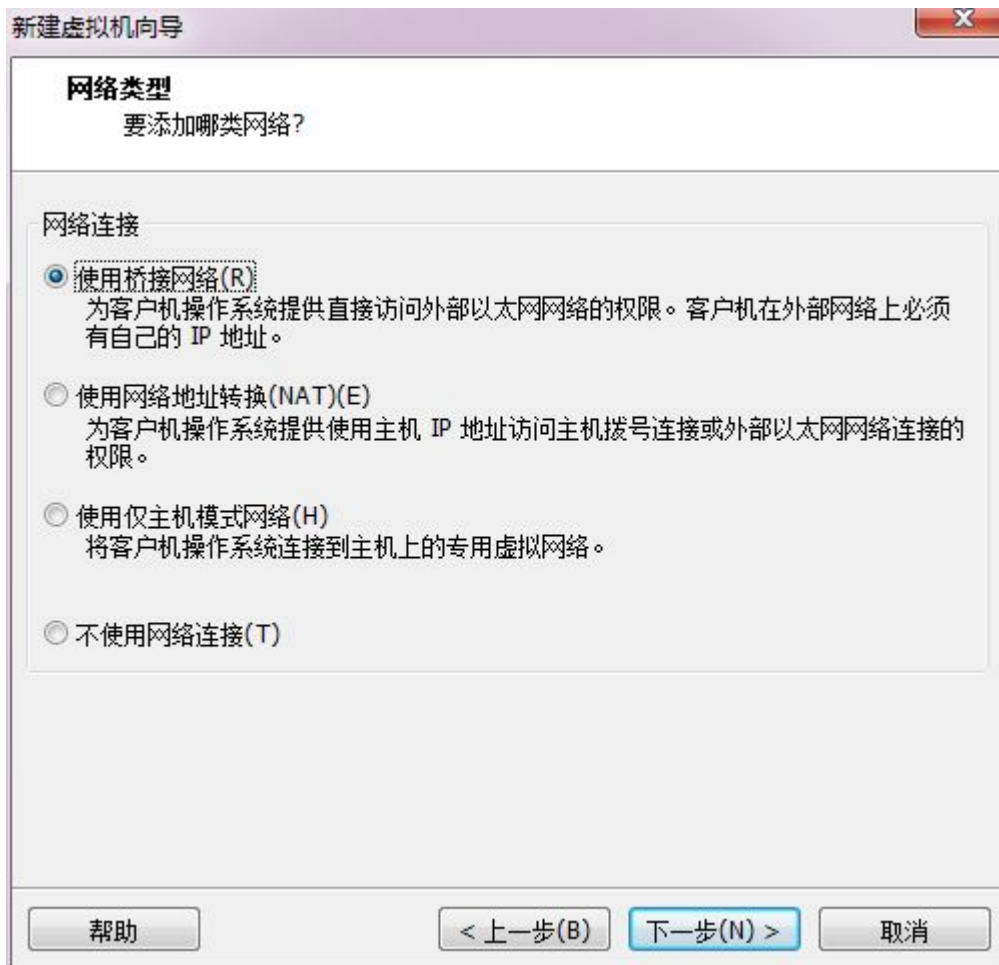 新建虚拟机向导
网络类型
要添加哪类网络?
网络连接
使用桥接网络(R)
为客户机操作系统提供直接访问外部以太网网络的权限。客户机在外部网络上必须
有自己的 IP 地址。
使用网络地址转换(NAT)(E)
为客户机操作系统提供使用主机 IP 地址访问主机拨号连接或外部以太网网络连接的
权限。
使用仅主机模式网络(H)
将客户机操作系统连接到主机上的专用虚拟网络。
不使用网络连接(T)
帮助
< 上一步(B)
下一步(N) >
取消